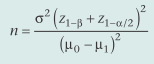 n = σ²(z₁₋β + z₁₋α/₂)² / (μ₀ − μ₁)²